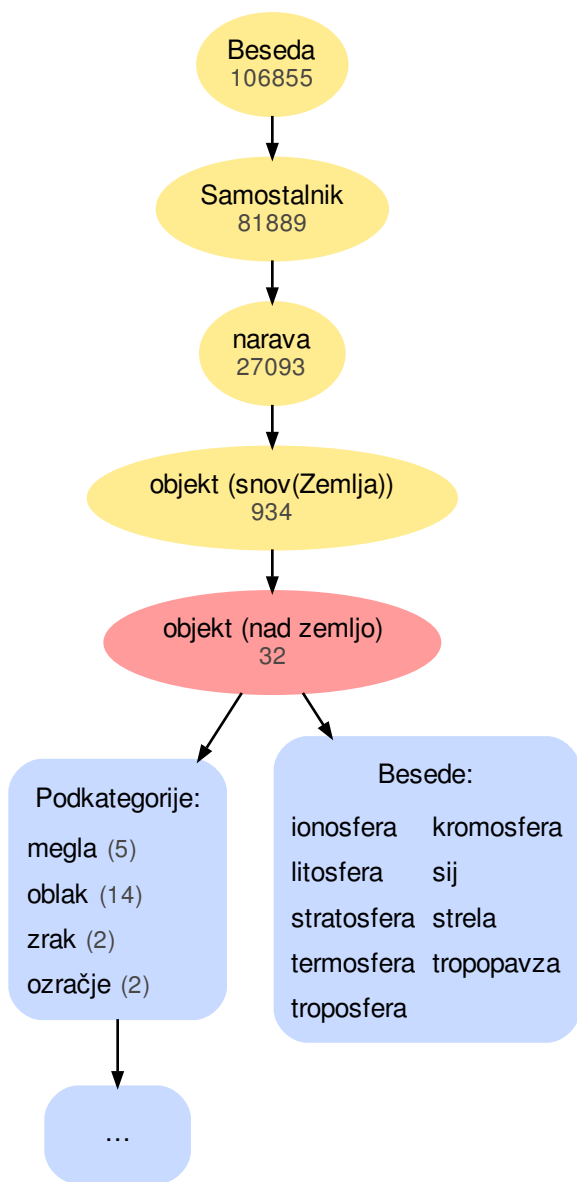 Beseda
106855
Samostalnik
81889
narava
27093
objekt (snov(Zemlja))
934
objekt (nad zemljo)
32
Podkategorije:
megla (5)
oblak (14)
zrak (2)
ozračje (2)
Besede:
ionosfera kromosfera
litosfera sij
stratosfera strela
termosfera tropopavza
troposfera
...